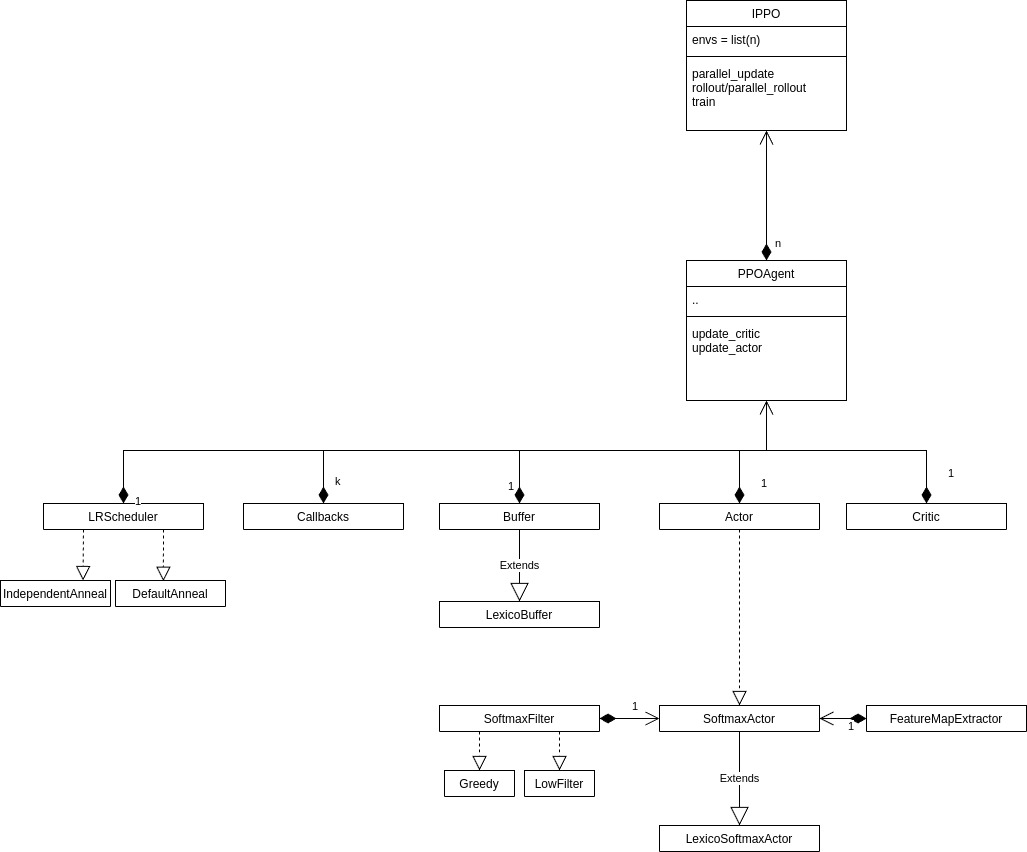 IPPO
envs = list(n)
parallel_update
rollout/parallel_rollout
train
n
PPOAgent
..
update_critic
update_actor
1
k
1
1
1
LRScheduler
Callbacks
Buffer
Actor
Critic
Extends
IndependentAnneal
DefaultAnneal
LexicoBuffer
1
1
SoftmaxFilter
SoftmaxActor
FeatureMapExtractor
Extends
Greedy
LowFilter
LexicoSoftmaxActor